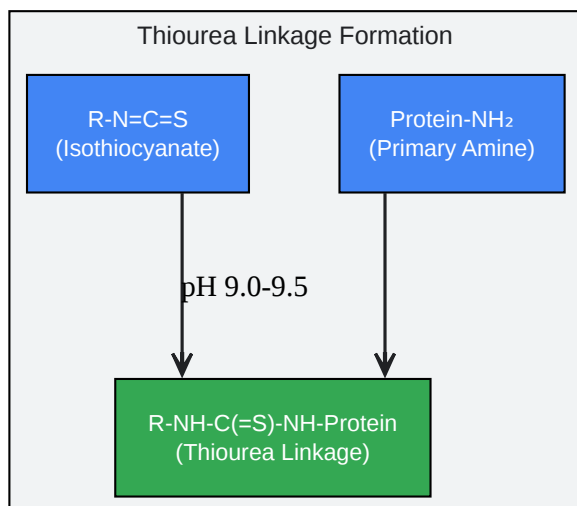 Thiourea Linkage Formation
R-N=C=S
(Isothiocyanate)
Protein-NH₂
(Primary Amine)
pH 9.0-9.5
R-NH-C(=S)-NH-Protein
(Thiourea Linkage)